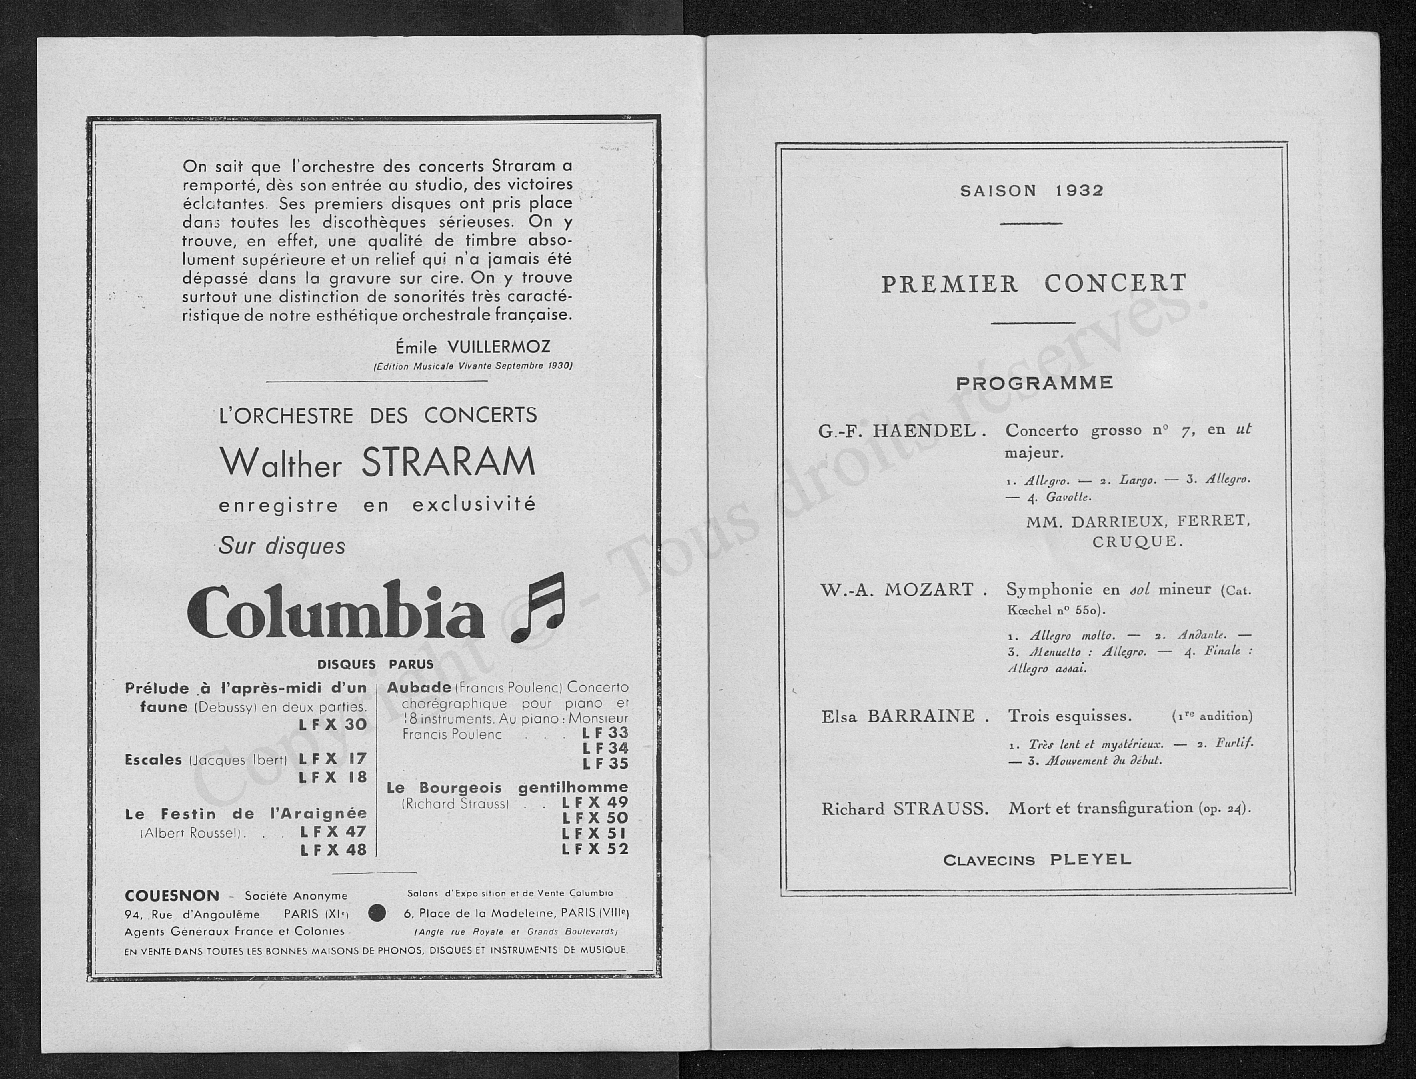 On sait que l'orchestre des concerts Straram a
remporté, dès son entrée au studio, des victoires
éclatantes. Ses premiers disques ont pris place
dans toutes les discothèques sérieuses. On y
trouve, en effet, une qualité de timbre abso-
lument supérieure et un relief qui n'a jamais été
dépassé dans la gravure sur cire. On y trouve
surtout une distinction de sonorités très caracté-
ristique de notre esthétique orchestrale française.
Émile VUILLERMOZ
(Edition Musicale Vivante Septembre 1930)
L'ORCHESTRE DES CONCERTS
Walther STRARAM
enregistre en exclusivité
Sur disques
Columbia
DISQUES PARUS
Prélude à l'après-midi d'un
faune (Debussy) en deux parties.
LFX 30
Escales (Jacques Ibert) LFX 17
LFX 18
Le Festin de l'Araignée
(Albert Roussel). . . LFX 47
LFX 48
Aubade (Francis Poulenc) Concerto
chorégraphique pour piano et
18 instruments. Au piano : Monsieur
Francis Poulenc . . . LF 33
LF 34
LF 35
Le Bourgeois gentilhomme
(Richard Strauss) . . LFX 49
LFX 50
LFX 51
LFX 52
COUESNON - Société Anonyme
94, Rue d'Angoulême PARIS (XIe)
Agents Généraux France et Colonies
Salons d'Exposition et de Vente Columbia
6, Place de la Madeleine, PARIS (VIIIe)
(Angle rue Royale et Grands Boulevards)
EN VENTE DANS TOUTES LES BONNES MAISONS DE PHONOS, DISQUES ET INSTRUMENTS DE MUSIQUE.
SAISON 1932
PREMIER CONCERT
PROGRAMME
G.-F. HAENDEL. Concerto grosso n° 7, en ut
majeur.
1. Allegro. — 2. Largo. — 3. Allegro.
— 4. Gavotte.
MM. DARRIEUX, FERRET,
CRUQUE.
W.-A. MOZART . Symphonie en sol mineur (Cat.
Kœchel n° 550).
1. Allegro molto. — 2. Andante. —
3. Menuetto : Allegro. — 4. Finale :
Allegro assai.
Elsa BARRAINE . Trois esquisses. (1re audition)
1. Très lent et mystérieux. — 2. Furtif.
— 3. Mouvement du début.
Richard STRAUSS. Mort et transfiguration (op. 24).
CLAVECINS PLEYEL
Copyright © - Tous droits réservés.